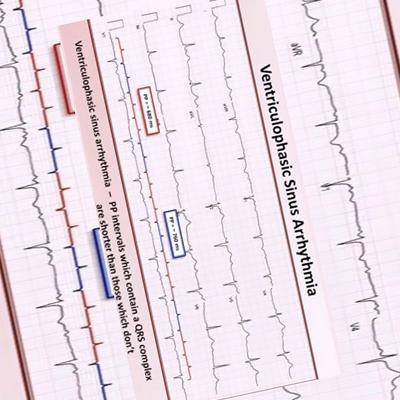 Ventriculophasic Sinus Arrhythmia
aVR
V1
V4
PP = ~ 680 ms
PP = ~ 760 ms
Ventriculophasic sinus arrhythmia – PP intervals which contain a QRS complex
are shorter than those which don't